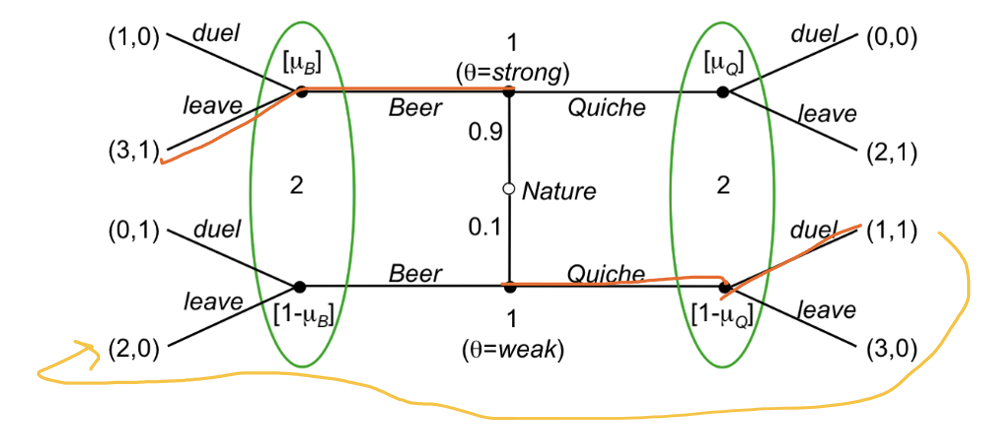 (1,0) duel [μB] 1 [μQ] duel (0,0)
(θ=strong)
leave Beer Quiche leave
(3,1) 0.9 (2,1)
2 Nature 2
(0,1) duel 0.1 duel (1,1)
Beer Quiche
leave [1-μB] 1 [1-μQ] leave
(2,0) (θ=weak) (3,0)